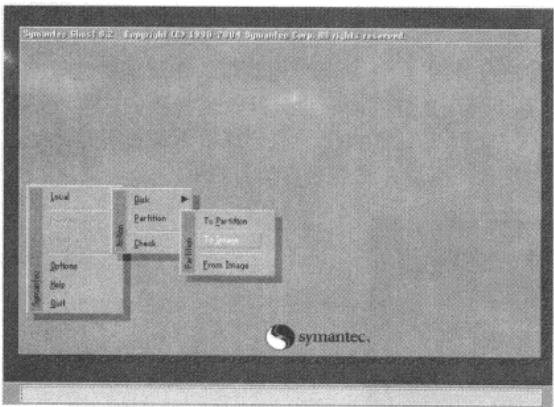 Symantec Ghost 8.2 Copyright (C) 1998-2004 Symantec Corp. All rights reserved.
Local
Options
Help
Quit
Symantec
Disk
Partition
Check
Action
To Partition
To Image
From Image
Partition
symantec.